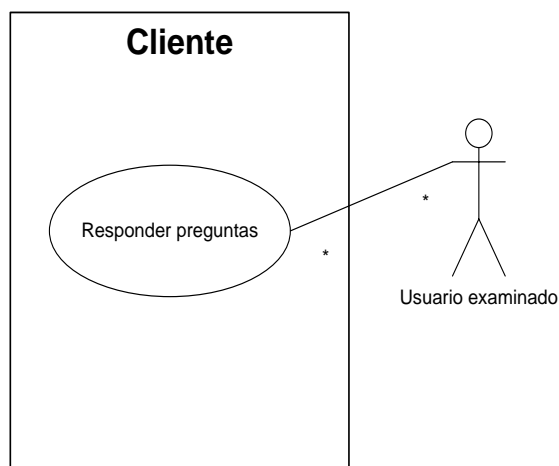 Cliente
Responder preguntas
*
*
Usuario examinado